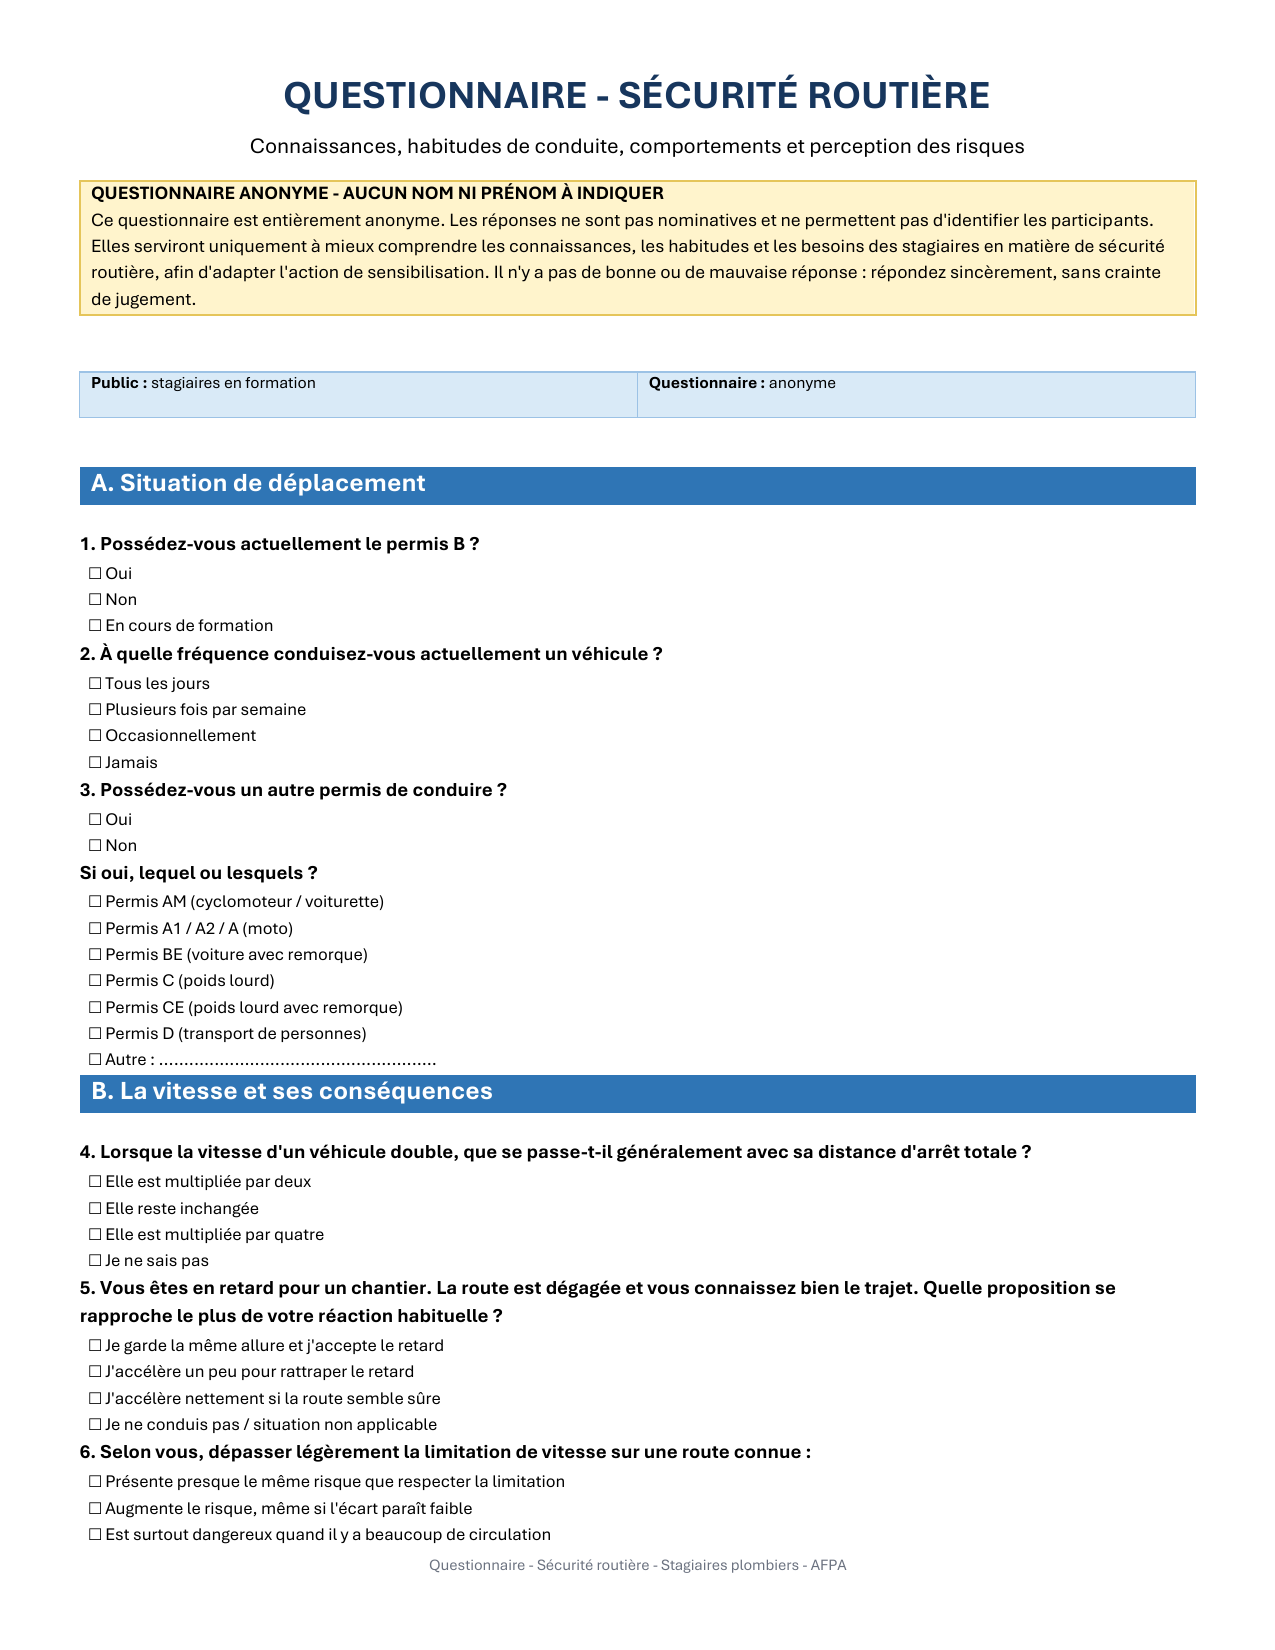 QUESTIONNAIRE - SÉCURITÉ ROUTIÈRE
Connaissances, habitudes de conduite, comportements et perception des risques
QUESTIONNAIRE ANONYME - AUCUN NOM NI PRÉNOM À INDIQUER
Ce questionnaire est entièrement anonyme. Les réponses ne sont pas nominatives et ne permettent pas d'identifier les participants.
Elles serviront uniquement à mieux comprendre les connaissances, les habitudes et les besoins des stagiaires en matière de sécurité
routière, afin d'adapter l'action de sensibilisation. Il n'y a pas de bonne ou de mauvaise réponse : répondez sincèrement, sans crainte
de jugement.
Public : stagiaires en formation
Questionnaire : anonyme
A. Situation de déplacement
1. Possédez-vous actuellement le permis B ?
☐ Oui
☐ Non
☐ En cours de formation
2. À quelle fréquence conduisez-vous actuellement un véhicule ?
☐ Tous les jours
☐ Plusieurs fois par semaine
☐ Occasionnellement
☐ Jamais
3. Possédez-vous un autre permis de conduire ?
☐ Oui
☐ Non
Si oui, lequel ou lesquels ?
☐ Permis AM (cyclomoteur / voiturette)
☐ Permis A1 / A2 / A (moto)
☐ Permis BE (voiture avec remorque)
☐ Permis C (poids lourd)
☐ Permis CE (poids lourd avec remorque)
☐ Permis D (transport de personnes)
☐ Autre : .......................................................
B. La vitesse et ses conséquences
4. Lorsque la vitesse d'un véhicule double, que se passe-t-il généralement avec sa distance d'arrêt totale ?
☐ Elle est multipliée par deux
☐ Elle reste inchangée
☐ Elle est multipliée par quatre
☐ Je ne sais pas
5. Vous êtes en retard pour un chantier. La route est dégagée et vous connaissez bien le trajet. Quelle proposition se
rapproche le plus de votre réaction habituelle ?
☐ Je garde la même allure et j'accepte le retard
☐ J'accélère un peu pour rattraper le retard
☐ J'accélère nettement si la route semble sûre
☐ Je ne conduis pas / situation non applicable
6. Selon vous, dépasser légèrement la limitation de vitesse sur une route connue :
☐ Présente presque le même risque que respecter la limitation
☐ Augmente le risque, même si l'écart paraît faible
☐ Est surtout dangereux quand il y a beaucoup de circulation
Questionnaire - Sécurité routière - Stagiaires plombiers - AFPA